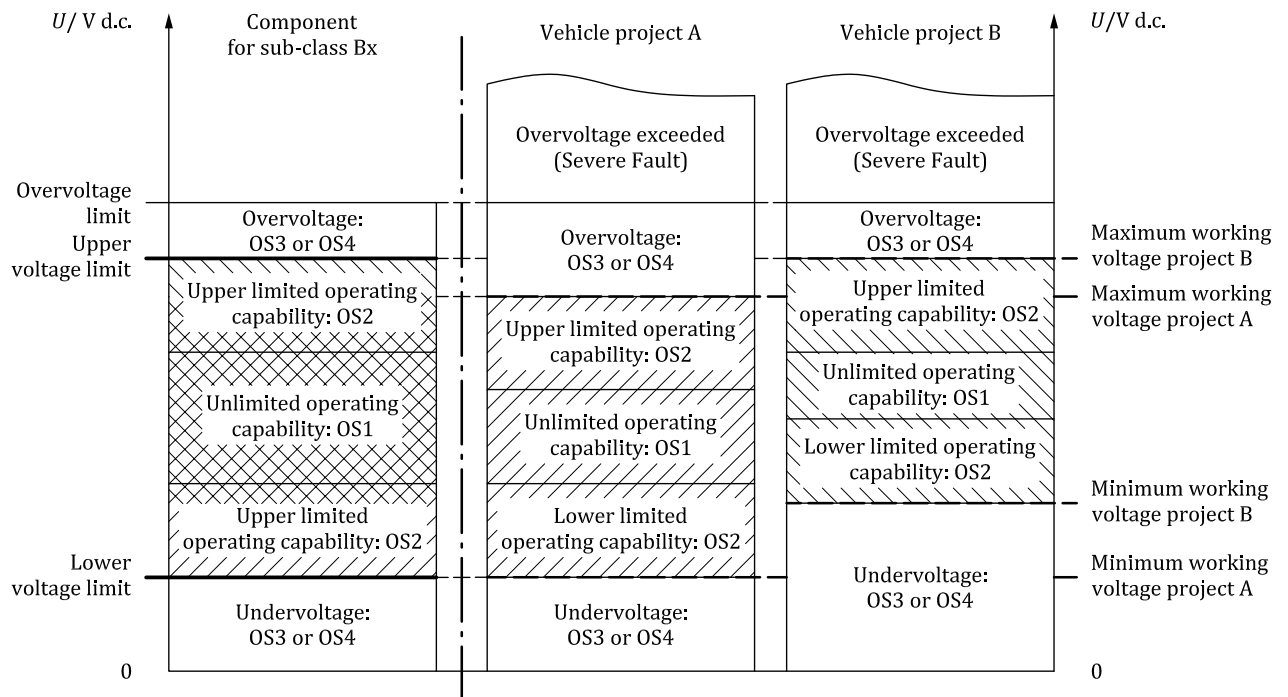 U/ V d.c.
Component
for sub-class Bx
Vehicle project A
Vehicle project B
U/V d.c.
Overvoltage exceeded
(Severe Fault)
Overvoltage exceeded
(Severe Fault)
Overvoltage
limit
Upper
voltage limit
Overvoltage:
OS3 or OS4
Overvoltage:
OS3 or OS4
Overvoltage:
OS3 or OS4
Maximum working
voltage project B
Maximum working
voltage project A
Upper limited operating
capability: OS2
Upper limited operating
capability: OS2
Upper limited
operating capability: OS2
Unlimited operating
capability: OS1
Unlimited operating
capability: OS1
Unlimited operating
capability: OS1
Upper limited
operating capability: OS2
Lower limited
operating capability: OS2
Lower limited operating
capability: OS2
Minimum working
voltage project B
Lower
voltage limit
Minimum working
voltage project A
Undervoltage:
OS3 or OS4
Undervoltage:
OS3 or OS4
Undervoltage:
OS3 or OS4
0
0